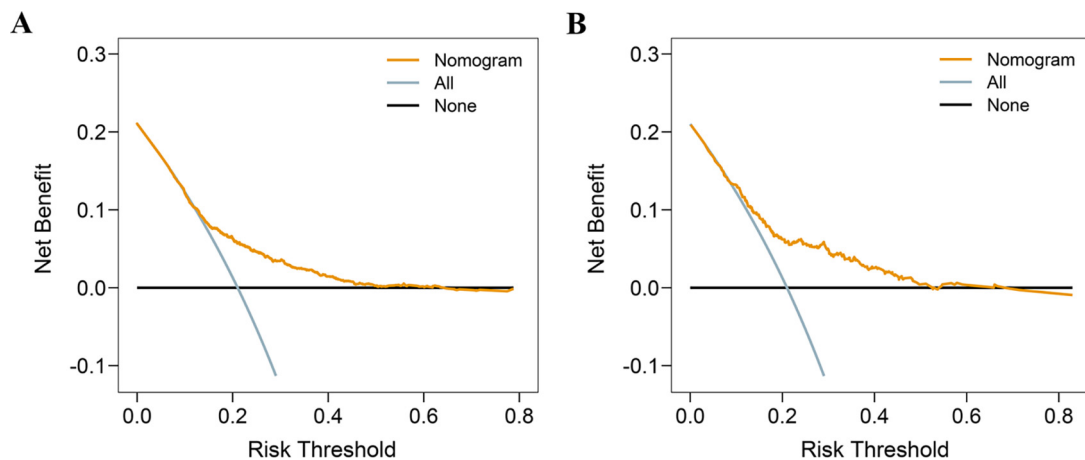 A
Nomogram
All
None
0.3
0.2
0.1
0.0
-0.1
Net Benefit
0.0 0.2 0.4 0.6 0.8
Risk Threshold
B
Nomogram
All
None
0.3
0.2
0.1
0.0
-0.1
Net Benefit
0.0 0.2 0.4 0.6 0.8
Risk Threshold